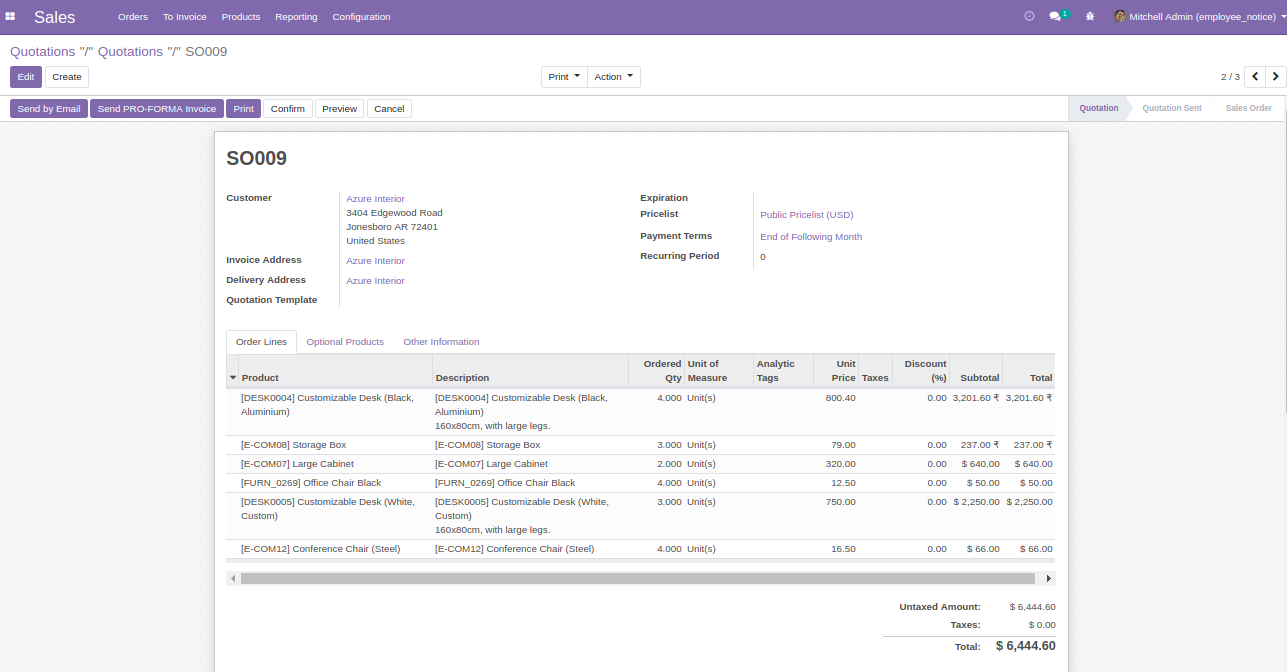 Sales Orders To Invoice Products Reporting Configuration 1 Mitchell Admin (employee_notice)
Quotations "/" Quotations "/" SO009
Edit Create Print Action 2 / 3
Send by Email Send PRO-FORMA Invoice Print Confirm Preview Cancel Quotation Quotation Sent Sales Order
SO009
Customer Azure Interior
3404 Edgewood Road
Jonesboro AR 72401
United States
Invoice Address Azure Interior
Delivery Address Azure Interior
Quotation Template
Expiration
Pricelist Public Pricelist (USD)
Payment Terms End of Following Month
Recurring Period 0
Order Lines Optional Products Other Information
Ordered Unit of Analytic Unit Discount
Product Description Qty Measure Tags Price Taxes (%) Subtotal Total
[DESK0004] Customizable Desk (Black, [DESK0004] Customizable Desk (Black, 4.000 Unit(s) 800.40 0.00 3,201.60 ₹ 3,201.60 ₹
Aluminium) Aluminium)
160x80cm, with large legs.
[E-COM08] Storage Box [E-COM08] Storage Box 3.000 Unit(s) 79.00 0.00 237.00 ₹ 237.00 ₹
[E-COM07] Large Cabinet [E-COM07] Large Cabinet 2.000 Unit(s) 320.00 0.00 $ 640.00 $ 640.00
[FURN_0269] Office Chair Black [FURN_0269] Office Chair Black 4.000 Unit(s) 12.50 0.00 $ 50.00 $ 50.00
[DESK0005] Customizable Desk (White, [DESK0005] Customizable Desk (White, 3.000 Unit(s) 750.00 0.00 $ 2,250.00 $ 2,250.00
Custom) Custom)
160x80cm, with large legs.
[E-COM12] Conference Chair (Steel) [E-COM12] Conference Chair (Steel) 4.000 Unit(s) 16.50 0.00 $ 66.00 $ 66.00
Untaxed Amount: $ 6,444.60
Taxes: $ 0.00
Total: $ 6,444.60